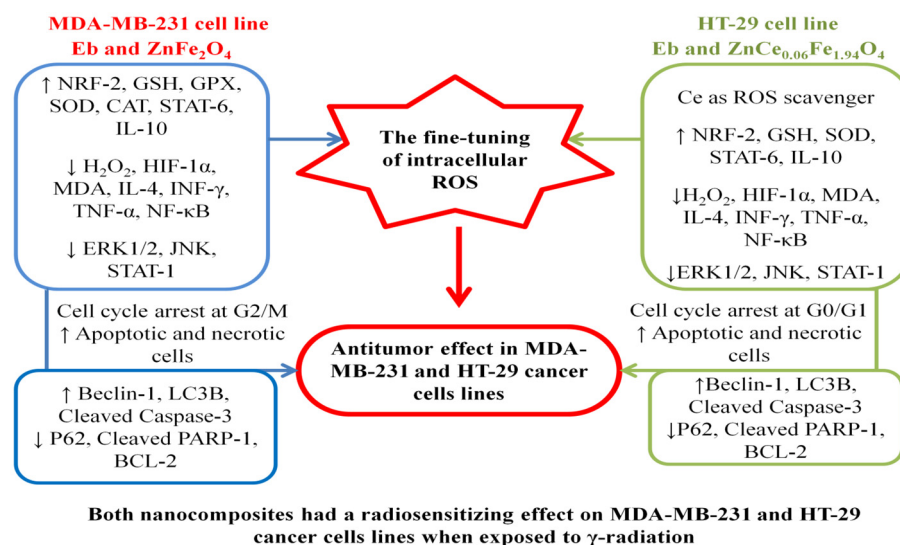 MDA-MB-231 cell line
Eb and ZnFe₂O₄
↑ NRF-2, GSH, GPX,
SOD, CAT, STAT-6,
IL-10
↓ H₂O₂, HIF-1α,
MDA, IL-4, INF-γ,
TNF-α, NF-κB
↓ ERK1/2, JNK,
STAT-1
Cell cycle arrest at G2/M
↑ Apoptotic and necrotic
cells
↑ Beclin-1, LC3B,
Cleaved Caspase-3
↓ P62, Cleaved PARP-1,
BCL-2
The fine-tuning
of intracellular
ROS
Antitumor effect in MDA-
MB-231 and HT-29 cancer
cells lines
HT-29 cell line
Eb and ZnCe₀.₀₆Fe₁.₉₄O₄
Ce as ROS scavenger
↑ NRF-2, GSH, SOD,
STAT-6, IL-10
↓H₂O₂, HIF-1α, MDA,
IL-4, INF-γ, TNF-α,
NF-κB
↓ERK1/2, JNK, STAT-1
Cell cycle arrest at G0/G1
↑ Apoptotic and necrotic
cells
↑Beclin-1, LC3B,
Cleaved Caspase-3
↓P62, Cleaved PARP-1,
BCL-2
Both nanocomposites had a radiosensitizing effect on MDA-MB-231 and HT-29
cancer cells lines when exposed to γ-radiation